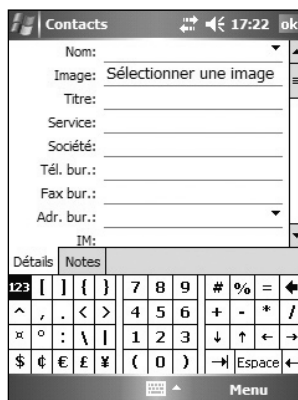 Contacts 17:22 ok
Nom:
Image: Sélectionner une image
Titre:
Service:
Société:
Tél. bur.:
Fax bur.:
Adr. bur.:
IM:
Détails Notes
123 [ ] { } 7 8 9 # % =
^ , . < > 4 5 6 + - * /
¤ ° : \ | 1 2 3 ↓ ↑ ← →
$ ¢ € £ ¥ ( 0 ) →| Espace ←
Menu